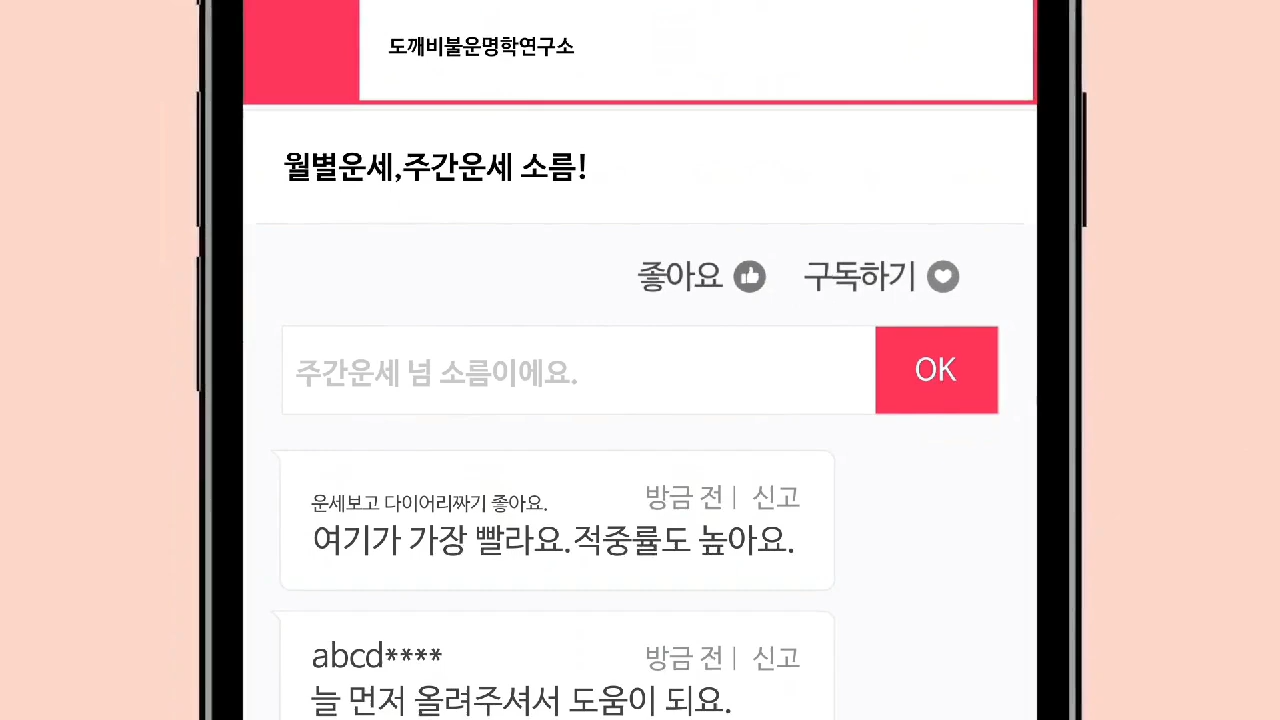 도깨비불운명학연구소
월별운세,주간운세 소름!
좋아요 구독하기
주간운세 넘 소름이에요. OK
운세보고 다이어리짜기 좋아요. 방금 전| 신고
여기가 가장 빨라요.적중률도 높아요.
abcd**** 방금 전| 신고
늘 먼저 올려주셔서 도움이 되요.